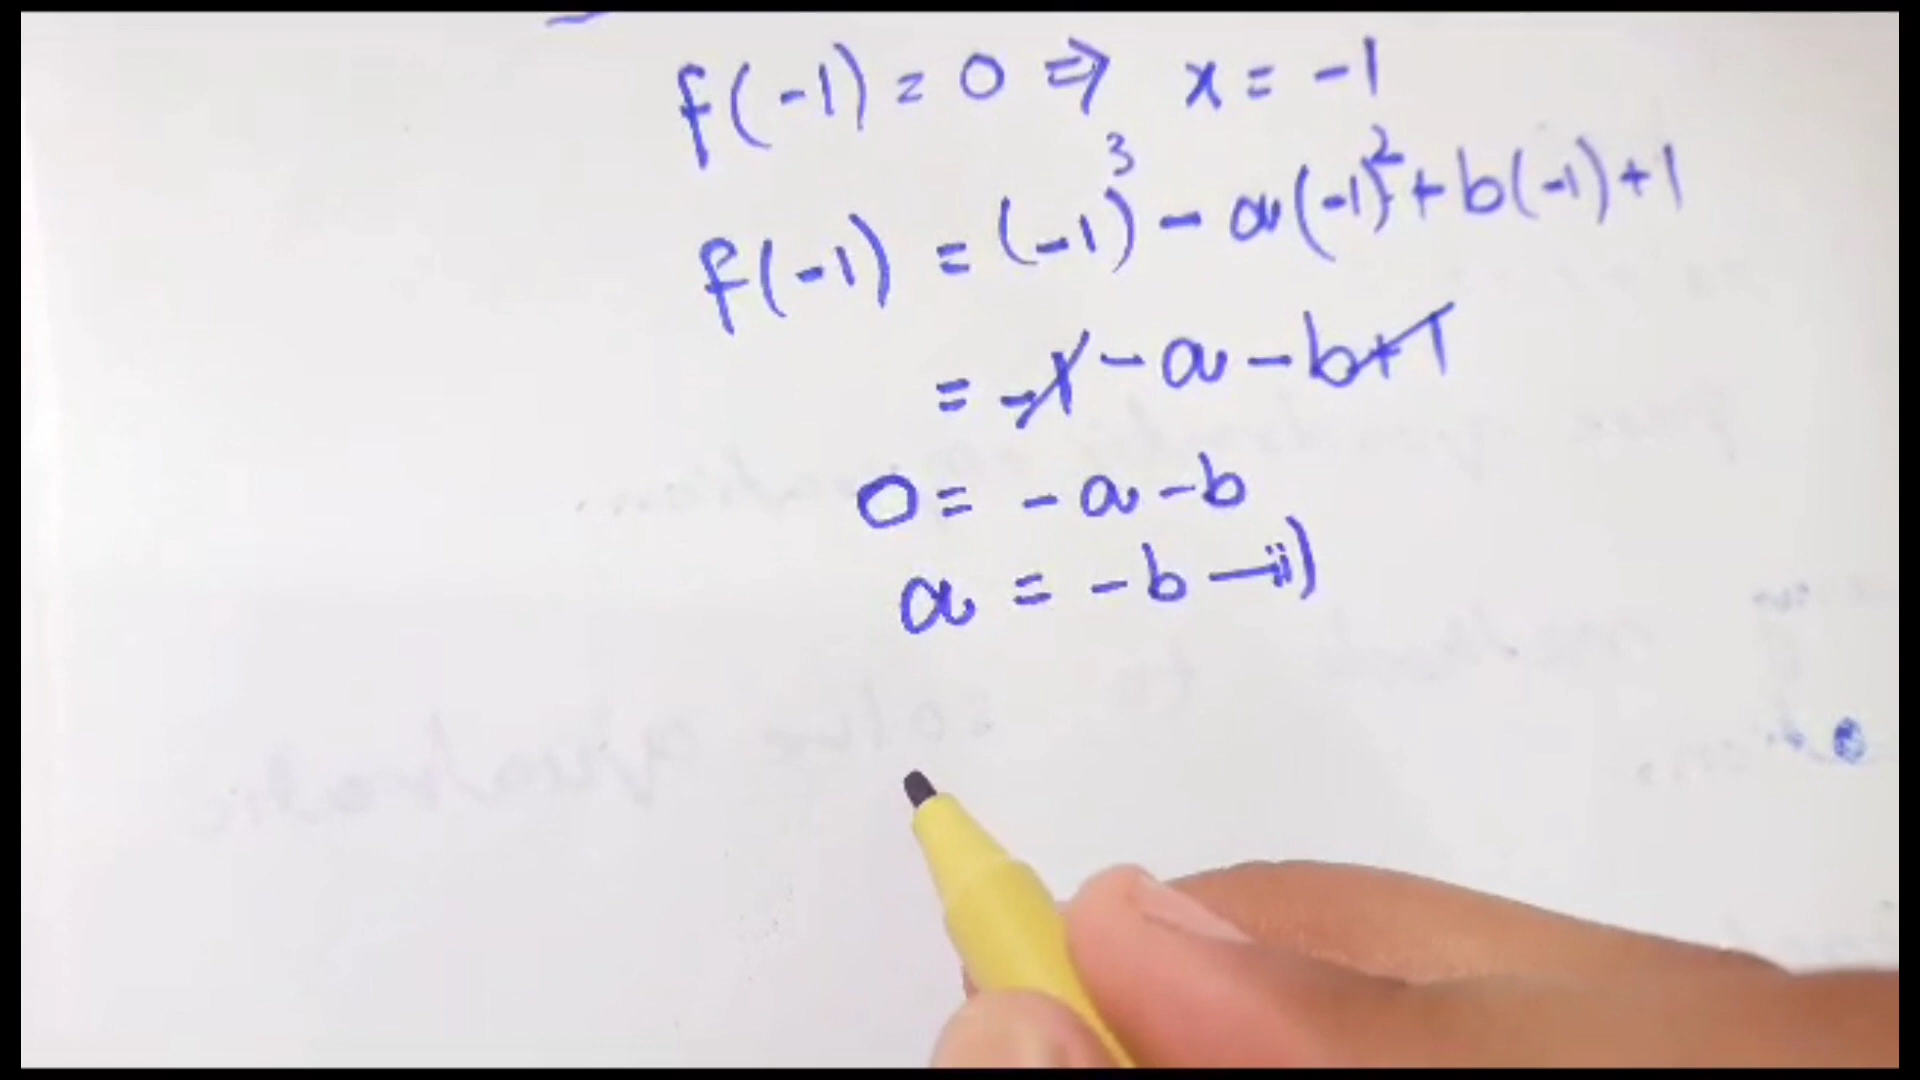 f(-1) = 0 ⇒ x = -1
f(-1) = (-1)³ - a(-1)² + b(-1) + 1
= -1 - a - b + 1
0 = - a - b
a = - b — ii)